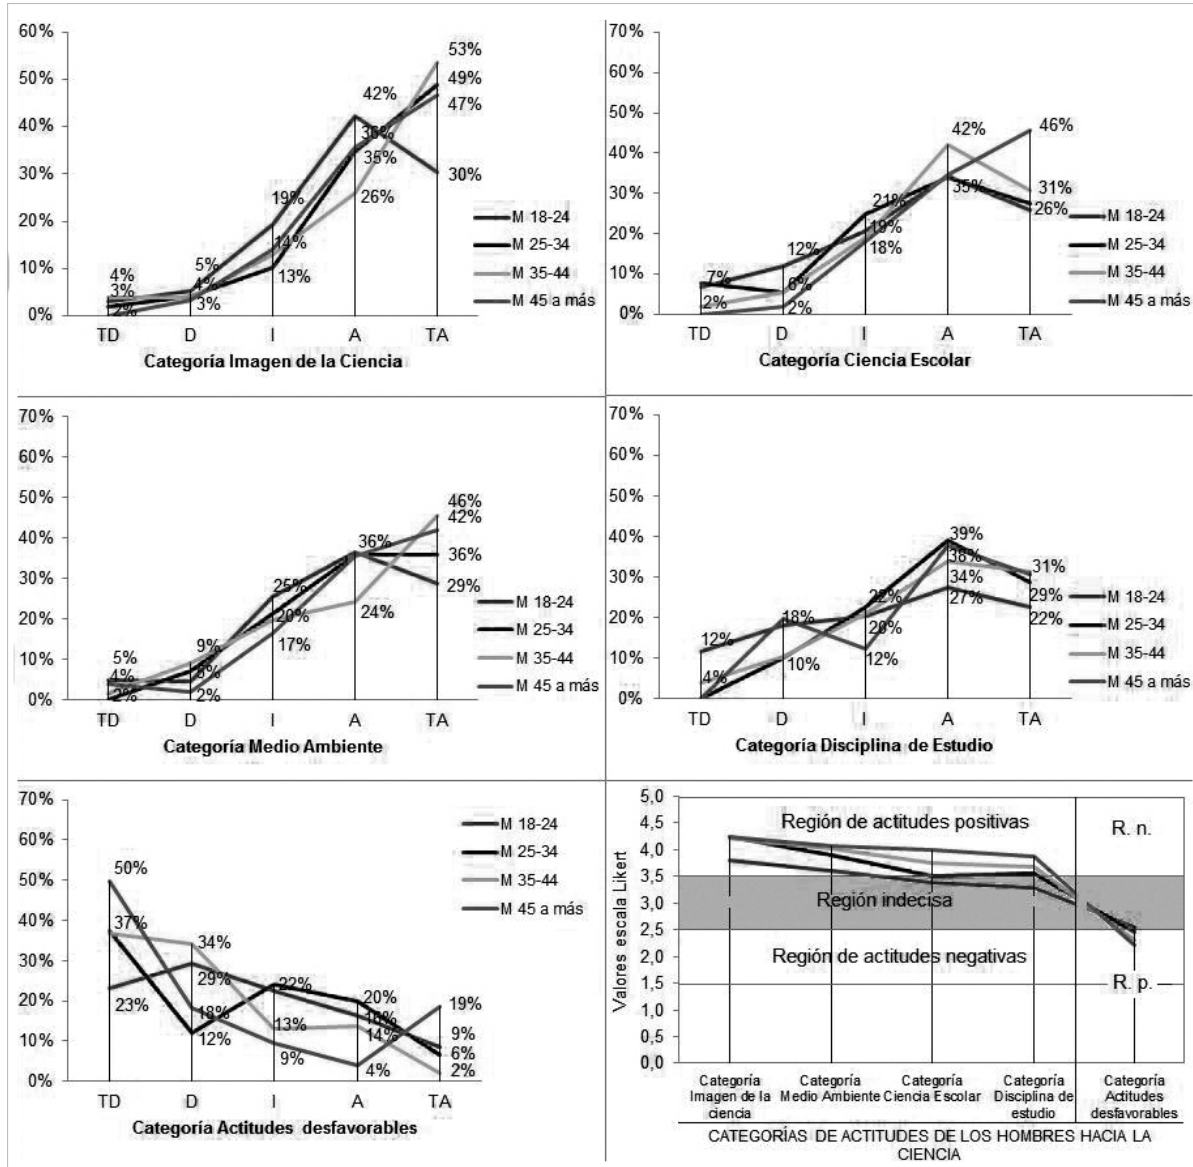 60%
50%
40%
30%
20%
10%
0%
4%
3%
2%
5%
4%
3%
19%
14%
13%
42%
36%
35%
26%
53%
49%
47%
30%
M 18-24
M 25-34
M 35-44
M 45 a más
TD D I A TA
Categoría Imagen de la Ciencia
70%
60%
50%
40%
30%
20%
10%
0%
7%
2%
12%
6%
2%
21%
19%
18%
42%
35%
46%
31%
26%
M 18-24
M 25-34
M 35-44
M 45 a más
TD D I A TA
Categoría Ciencia Escolar
70%
60%
50%
40%
30%
20%
10%
0%
5%
4%
2%
9%
2%
25%
20%
17%
36%
24%
46%
42%
36%
29%
M 18-24
M 25-34
M 35-44
M 45 a más
TD D I A TA
Categoría Medio Ambiente
70%
60%
50%
40%
30%
20%
10%
0%
12%
4%
18%
10%
22%
20%
12%
39%
38%
34%
27%
31%
29%
22%
M 18-24
M 25-34
M 35-44
M 45 a más
TD D I A TA
Categoría Disciplina de Estudio
70%
60%
50%
40%
30%
20%
10%
0%
50%
37%
23%
34%
29%
18%
12%
22%
13%
9%
20%
16%
14%
4%
19%
9%
6%
2%
M 18-24
M 25-34
M 35-44
M 45 a más
TD D I A TA
Categoría Actitudes desfavorables
Valores escala Likert
5,0
4,5
4,0
3,5
3,0
2,5
2,0
1,5
1,0
0,5
0,0
Región de actitudes positivas
R. n.
Región indecisa
Región de actitudes negativas
R. p.
Categoría Imagen de la ciencia
Categoría Medio Ambiente
Categoría Ciencia Escolar
Categoría Disciplina de estudio
Categoría Actitudes desfavorables
CATEGORÍAS DE ACTITUDES DE LOS HOMBRES HACIA LA
CIENCIA